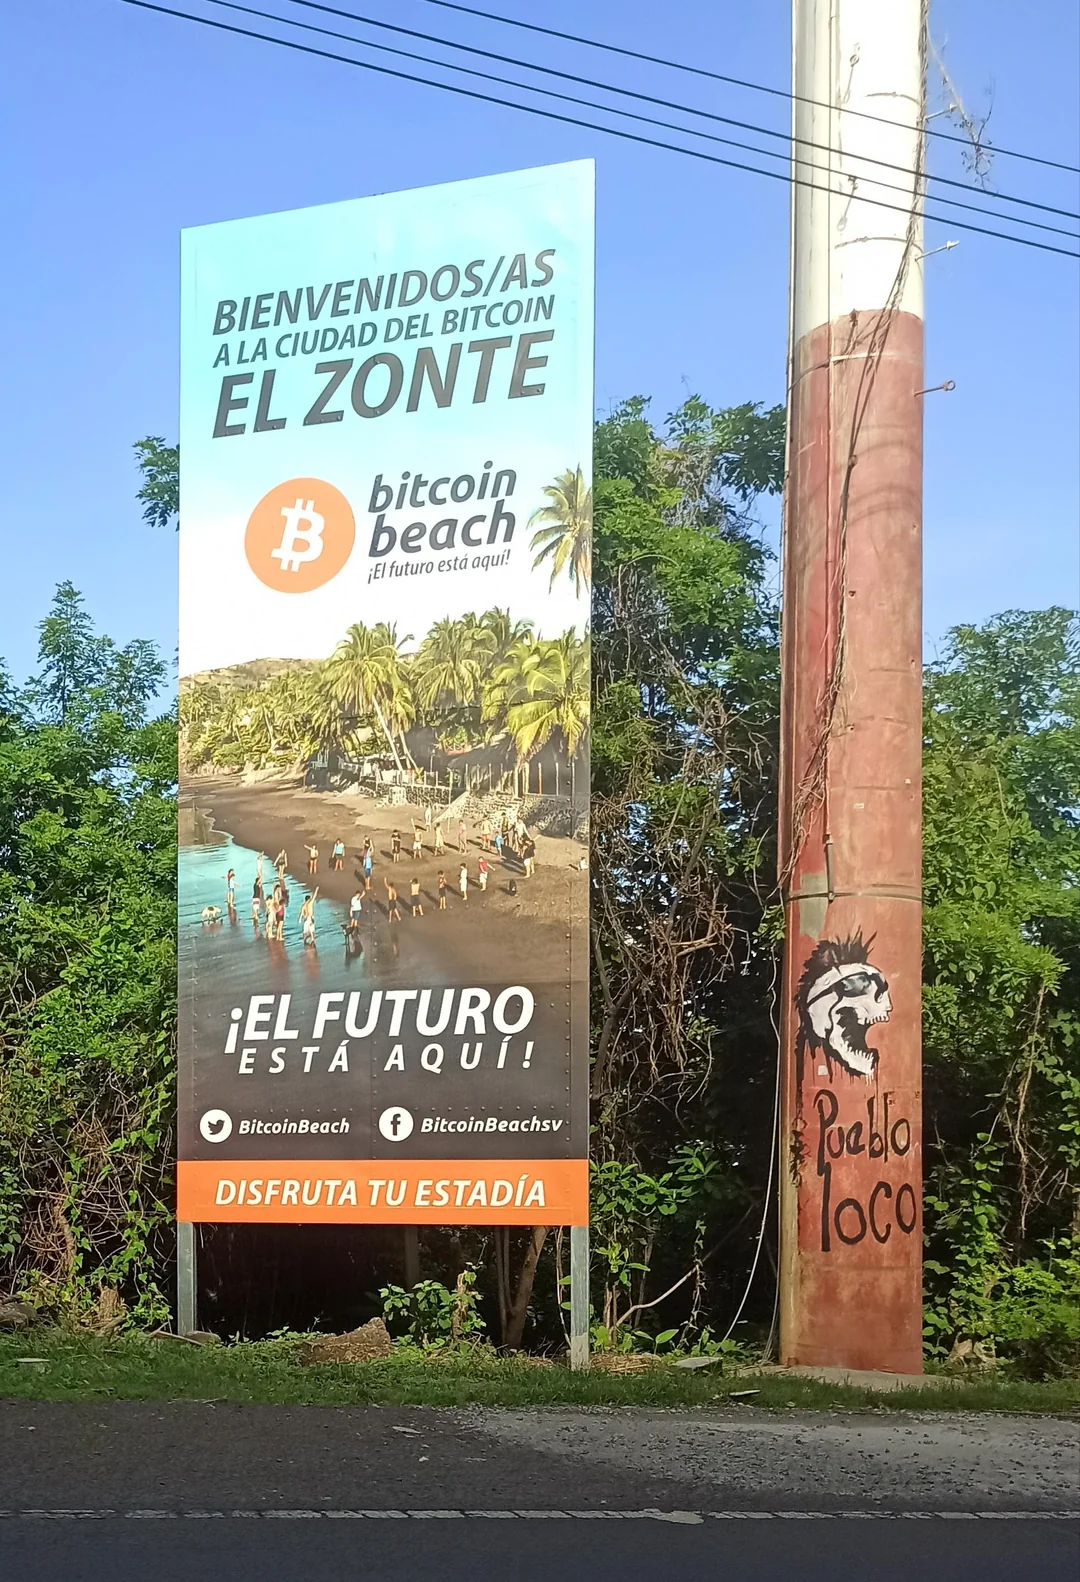 BIENVENIDOS/AS
A LA CIUDAD DEL BITCOIN
EL ZONTE
bitcoin
beach
¡El futuro está aquí!
¡EL FUTURO
ESTÁ AQUÍ!
BitcoinBeach
BitcoinBeachsv
DISFRUTA TU ESTADÍA
Pueblo
loco